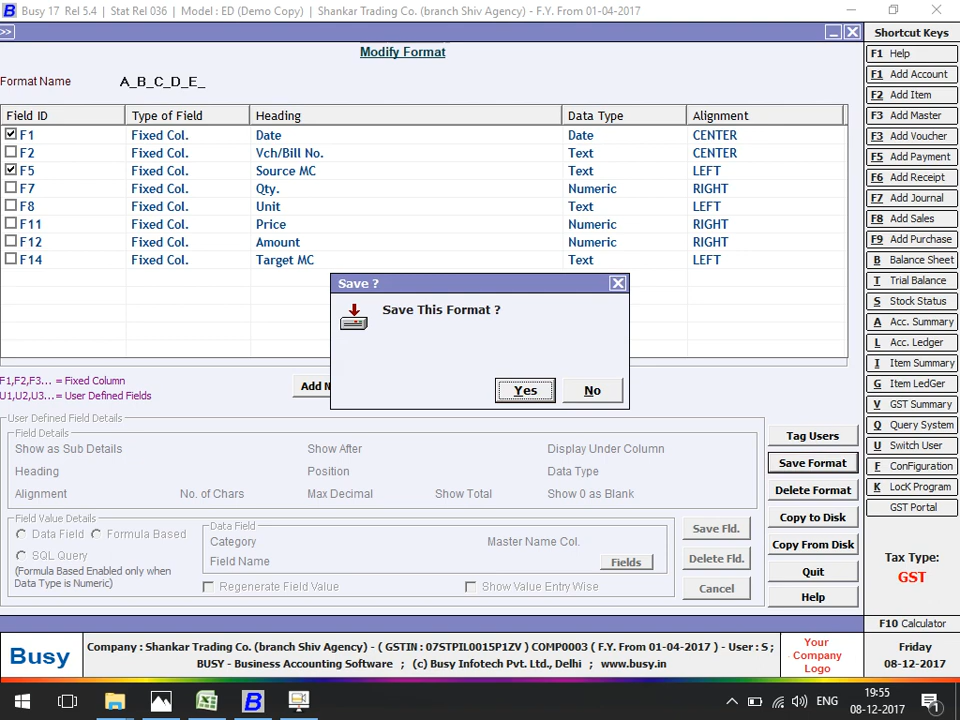 Busy 17 Rel 5.4 | Stat Rel 036 | Model : ED (Demo Copy) | Shankar Trading Co. (branch Shiv Agency) - F.Y. From 01-04-2017
>>
Modify Format
Format Name A_B_C_D_E_
Field ID Type of Field Heading Data Type Alignment
F1 Fixed Col. Date Date CENTER
F2 Fixed Col. Vch/Bill No. Text CENTER
F5 Fixed Col. Source MC Text LEFT
F7 Fixed Col. Qty. Numeric RIGHT
F8 Fixed Col. Unit Text LEFT
F11 Fixed Col. Price Numeric RIGHT
F12 Fixed Col. Amount Numeric RIGHT
F14 Fixed Col. Target MC Text LEFT
Save ?
Save This Format ?
Yes No
F1,F2,F3... = Fixed Column
U1,U2,U3... = User Defined Fields
Add N
User Defined Field Details
Field Details
Show as Sub Details Show After Display Under Column
Heading Position Data Type
Alignment No. of Chars Max Decimal Show Total Show 0 as Blank
Field Value Details
Data Field Formula Based
SQL Query
(Formula Based Enabled only when
Data Type is Numeric)
Data Field
Category Master Name Col.
Field Name Fields
Regenerate Field Value Show Value Entry Wise
Save Fld.
Delete Fld.
Cancel
Tag Users
Save Format
Delete Format
Copy to Disk
Copy From Disk
Quit
Help
Shortcut Keys
F1 Help
F1 Add Account
F2 Add Item
F3 Add Master
F3 Add Voucher
F5 Add Payment
F6 Add Receipt
F7 Add Journal
F8 Add Sales
F9 Add Purchase
B Balance Sheet
T Trial Balance
S Stock Status
A Acc. Summary
L Acc. Ledger
I Item Summary
G Item LedGer
V GST Summary
Q Query System
U Switch User
F ConFiguration
K LocK Program
GST Portal
Tax Type:
GST
F10 Calculator
Busy
Company : Shankar Trading Co. (branch Shiv Agency) - ( GSTIN : 07STPIL0015P1ZV ) COMP0003 ( F.Y. From 01-04-2017 ) - User : S ;
BUSY - Business Accounting Software ; (c) Busy Infotech Pvt. Ltd., Delhi ; www.busy.in
Your
Company
Logo
Friday
08-12-2017
ENG
19:55
08-12-2017
1